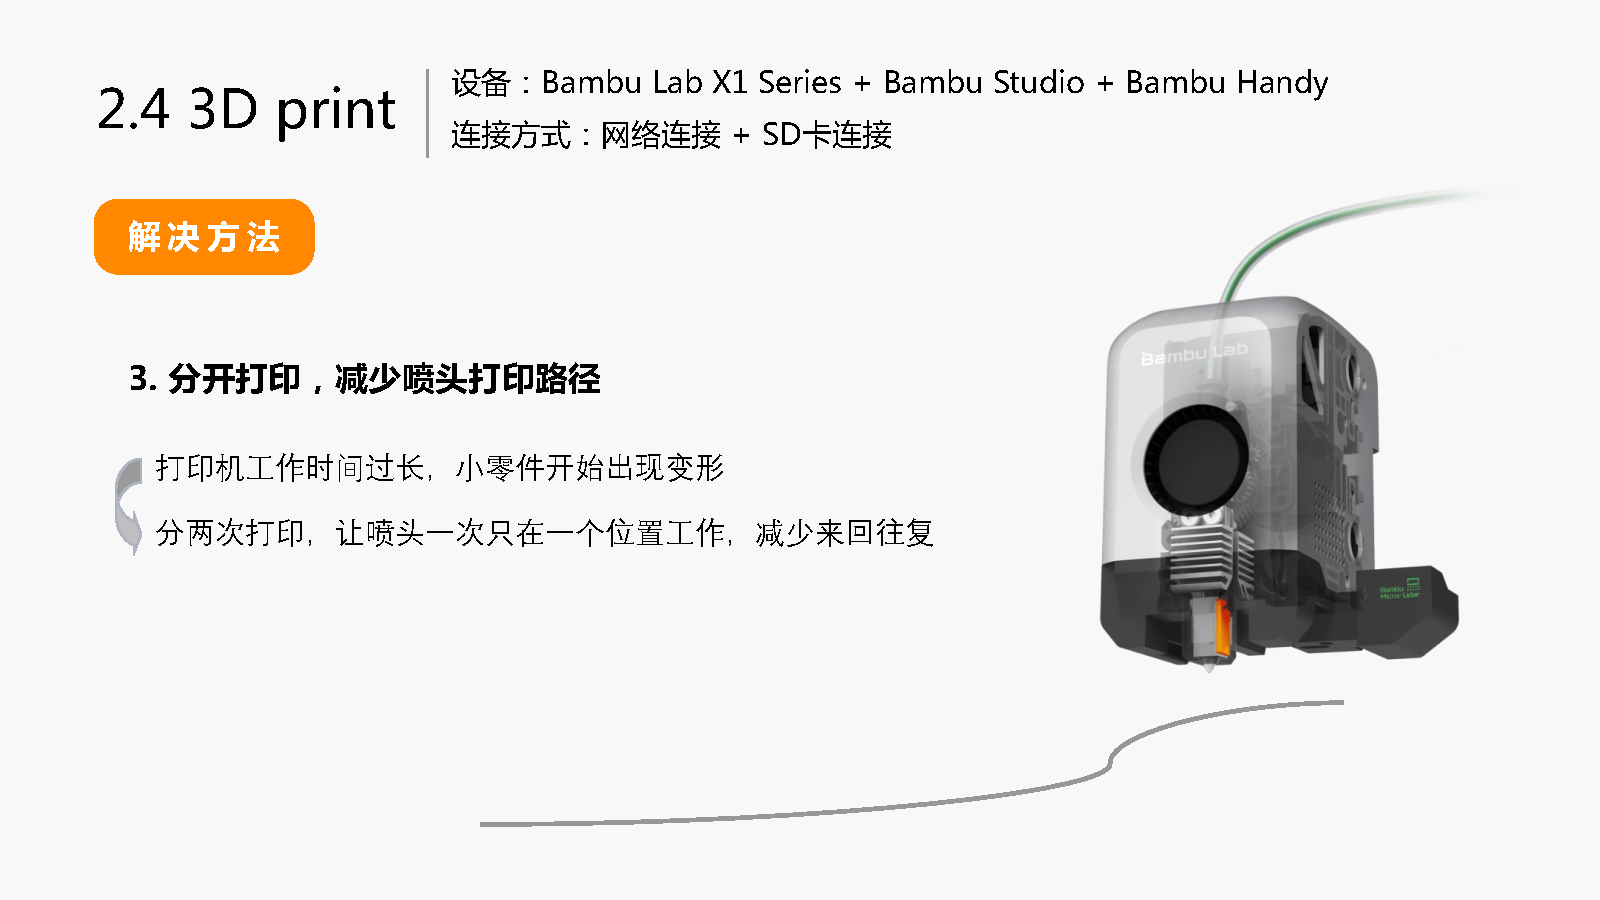 2.4 3D print
设备：Bambu Lab X1 Series + Bambu Studio + Bambu Handy
连接方式：网络连接 + SD卡连接
解决方法
3. 分开打印，减少喷头打印路径
打印机工作时间过长，小零件开始出现变形
分两次打印，让喷头一次只在一个位置工作，减少来回往复
Bambu Lab
Bambu
Micro-Lidar